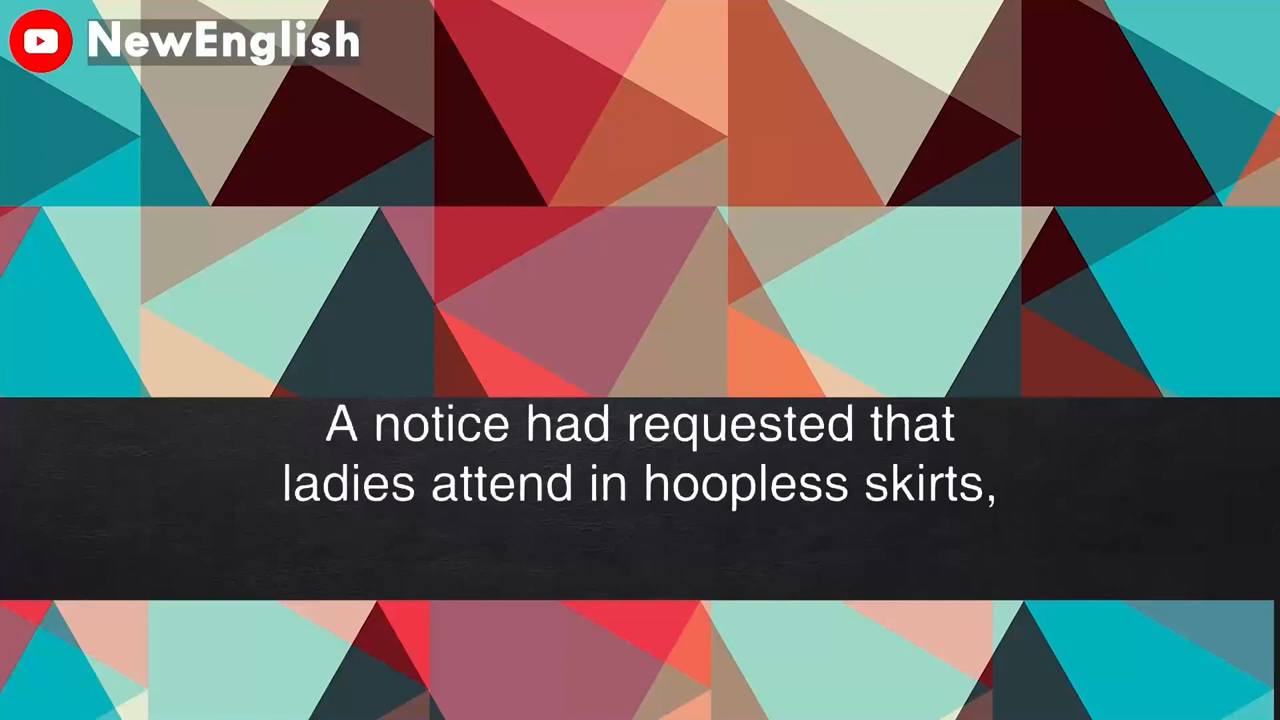 NewEnglish
A notice had requested that
ladies attend in hoopless skirts,